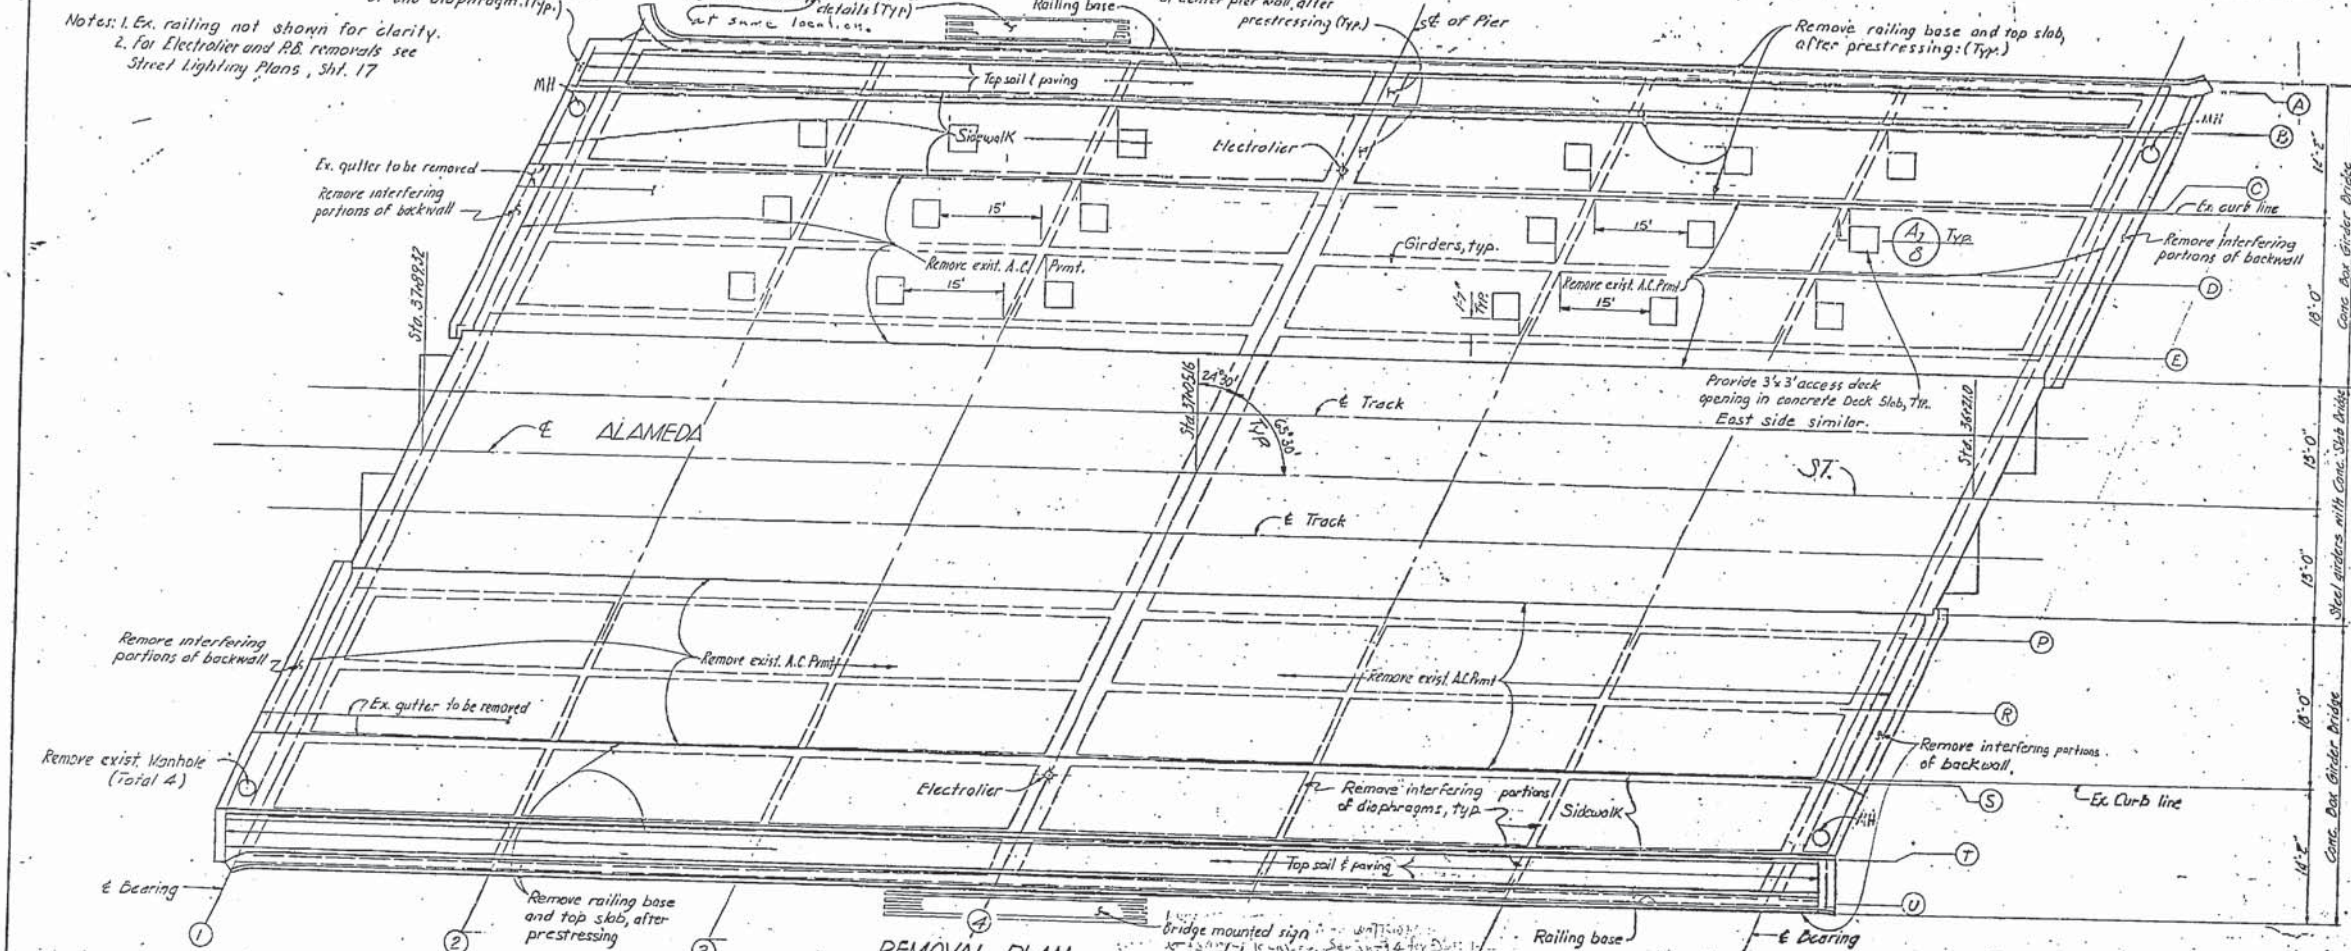 details (TYP)
at same location.
Railing base
prestressing (Typ.)
℄ of Pier
Notes: 1. Ex. railing not shown for clarity.
2. For Electrolier and P.B. removals see
Street Lighting Plans, Sht. 17
Remove railing base and top slab,
after prestressing: (Typ.)
MH
Top soil & paving
Sidewalk
Electrolier
Ex. gutter to be removed
Remove interfering
portions of backwall
A
MH
B
14'-2"
C
Ex. curb line
15'
15'
Girders, typ.
A7
8
Typ.
Remove interfering
portions of backwall
Remove exist. A.C. Pvmt.
15'
Remove exist. A.C. Pvmt.
15'
TYP.
D
18'-0"
E
Conc. Box Girder Bridge
Sta. 37+89.32
Sta. 37+05.16
24°30'
65°30'
Typ
Provide 3'x3' access deck
opening in concrete Deck Slab, TYP.
East side similar.
Sta. 36+21.0
℄ Track
℄ ALAMEDA
ST.
13'-0"
℄ Track
13'-0"
Steel girders with Conc. Slab Bridge
Remove interfering
portions of backwall
Remove exist. A.C. Pvmt
Remove exist. A.C. Pvmt
P
Ex. gutter to be removed
R
18'-0"
Remove interfering portions
of backwall.
Remove exist. Manhole
(Total 4)
Electrolier
Remove interfering portions
of diaphragms, typ.
Sidewalk
S
Ex. Curb line
MH
Conc. Box Girder Bridge
Top soil & paving
T
14'-2"
℄ Bearing
Remove railing base
and top slab, after
prestressing
U
1
2
3
4
REMOVAL PLAN
Bridge mounted sign
Railing base
℄ Bearing